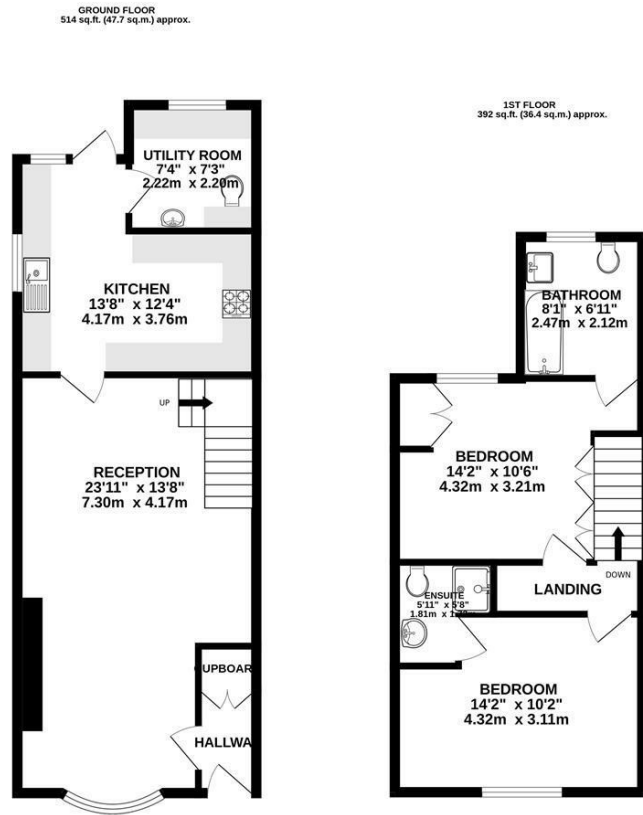 GROUND FLOOR
514 sq.ft. (47.7 sq.m.) approx.
UTILITY ROOM
7'4" x 7'3"
2.22m x 2.20m
KITCHEN
13'8" x 12'4"
4.17m x 3.76m
UP
RECEPTION
23'11" x 13'8"
7.30m x 4.17m
UPBOAR
HALLWA
1ST FLOOR
392 sq.ft. (36.4 sq.m.) approx.
BATHROOM
8'1" x 6'11"
2.47m x 2.12m
BEDROOM
14'2" x 10'6"
4.32m x 3.21m
DOWN
LANDING
ENSUITE
5'11" x 5'8"
1.81m x
BEDROOM
14'2" x 10'2"
4.32m x 3.11m